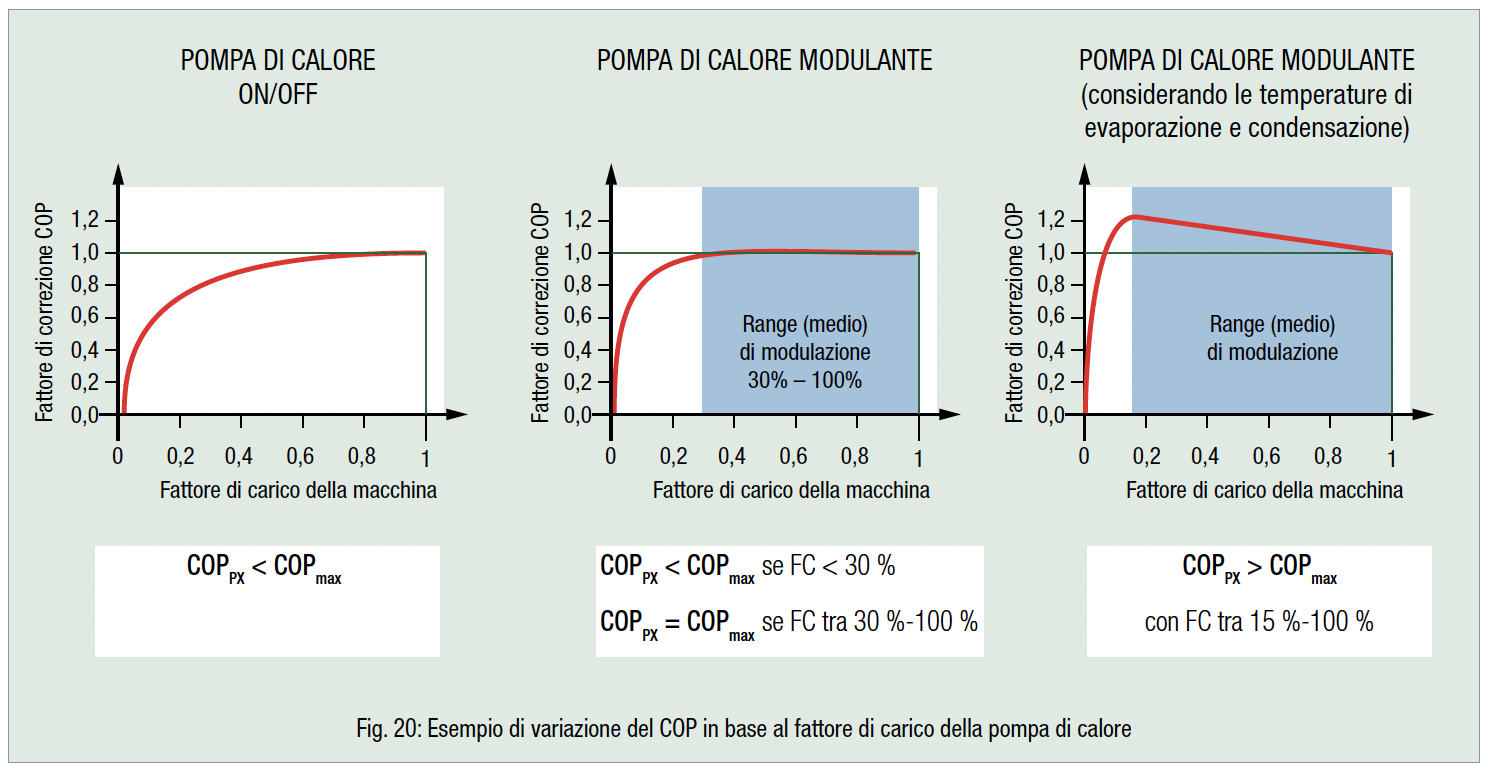 POMPA DI CALORE
ON/OFF
Fattore di correzione COP
1,2
1,0
0,8
0,6
0,4
0,2
0,0
0 0,2 0,4 0,6 0,8 1
Fattore di carico della macchina
COPPX < COPmax
POMPA DI CALORE MODULANTE
Fattore di correzione COP
1,2
1,0
0,8
0,6
0,4
0,2
0,0
Range (medio)
di modulazione
30% – 100%
0 0,2 0,4 0,6 0,8 1
Fattore di carico della macchina
COPPX < COPmax se FC < 30 %
COPPX = COPmax se FC tra 30 %-100 %
POMPA DI CALORE MODULANTE
(considerando le temperature di
evaporazione e condensazione)
Fattore di correzione COP
1,2
1,0
0,8
0,6
0,4
0,2
0,0
Range (medio)
di modulazione
0 0,2 0,4 0,6 0,8 1
Fattore di carico della macchina
COPPX > COPmax
con FC tra 15 %-100 %
Fig. 20: Esempio di variazione del COP in base al fattore di carico della pompa di calore